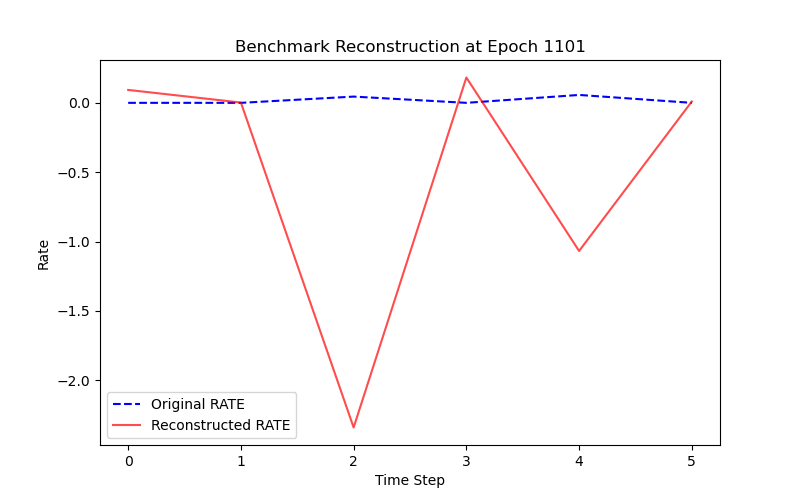 Benchmark Reconstruction at Epoch 1101
Rate
0.0
−0.5
−1.0
−1.5
−2.0
Original RATE
Reconstructed RATE
0 1 2 3 4 5
Time Step